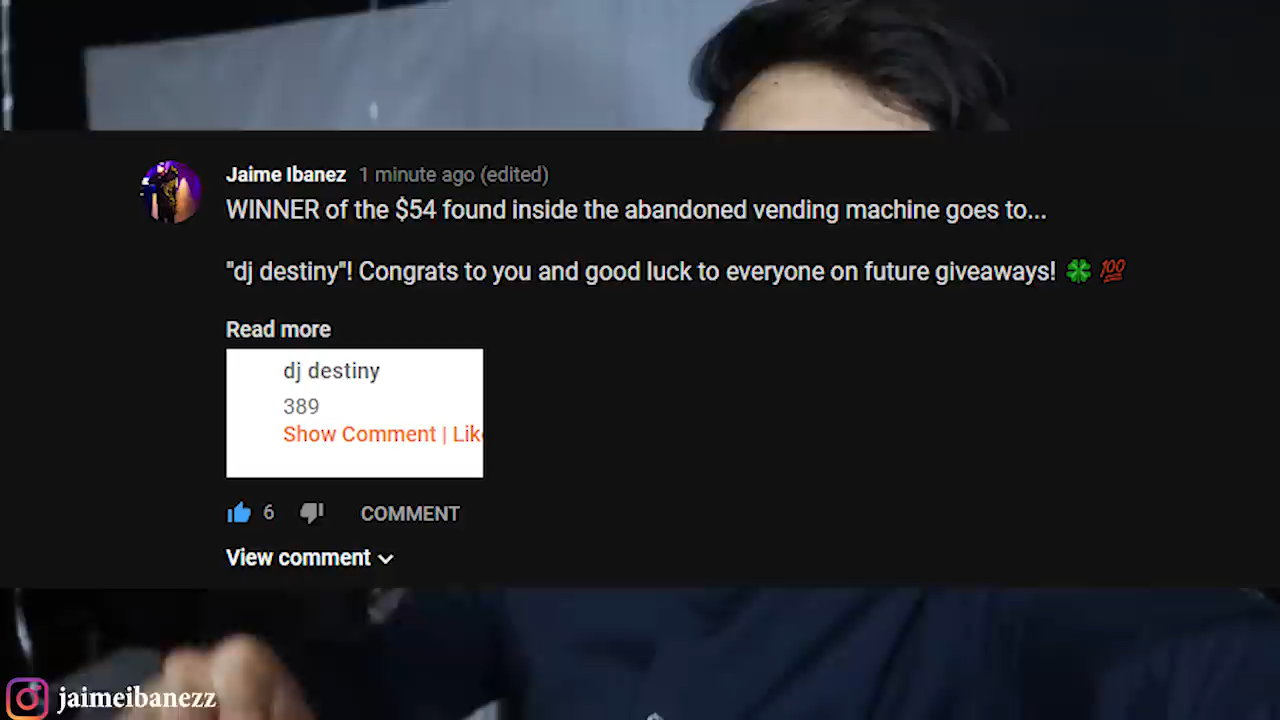 Jaime Ibanez 1 minute ago (edited)
WINNER of the $54 found inside the abandoned vending machine goes to...
"dj destiny"! Congrats to you and good luck to everyone on future giveaways! 🍀 💯
Read more
dj destiny
389
Show Comment | Lik
6 COMMENT
View comment
jaimeibanezz